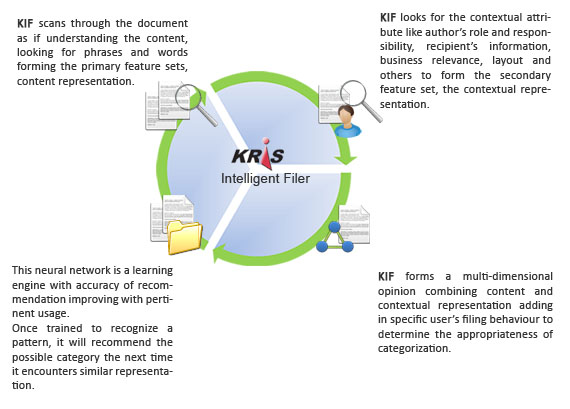 KIF scans through the document
as if understanding the content,
looking for phrases and words
forming the primary feature sets,
content representation.
KIF looks for the contextual attri-
bute like author's role and respon-
sibility, recipient's information,
business relevance, layout and
others to form the secondary
feature set, the contextual repre-
sentation.
KRIS
Intelligent Filer
This neural network is a learning
engine with accuracy of recom-
mendation improving with perti-
nent usage.
Once trained to recognize a
pattern, it will recommend the
possible category the next time
it encounters similar representa-
tion.
KIF forms a multi-dimensional
opinion combining content and
contextual representation adding
in specific user's filing behaviour to
determine the appropriateness of
categorization.